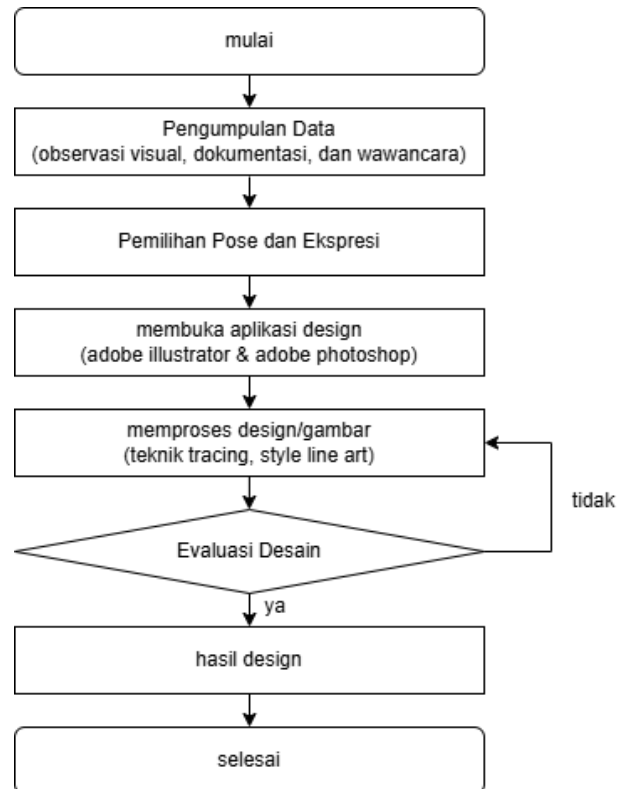 mulai
Pengumpulan Data
(observasi visual, dokumentasi, dan wawancara)
Pemilihan Pose dan Ekspresi
membuka aplikasi design
(adobe illustrator & adobe photoshop)
memproses design/gambar
(teknik tracing, style line art)
tidak
Evaluasi Desain
ya
hasil design
selesai